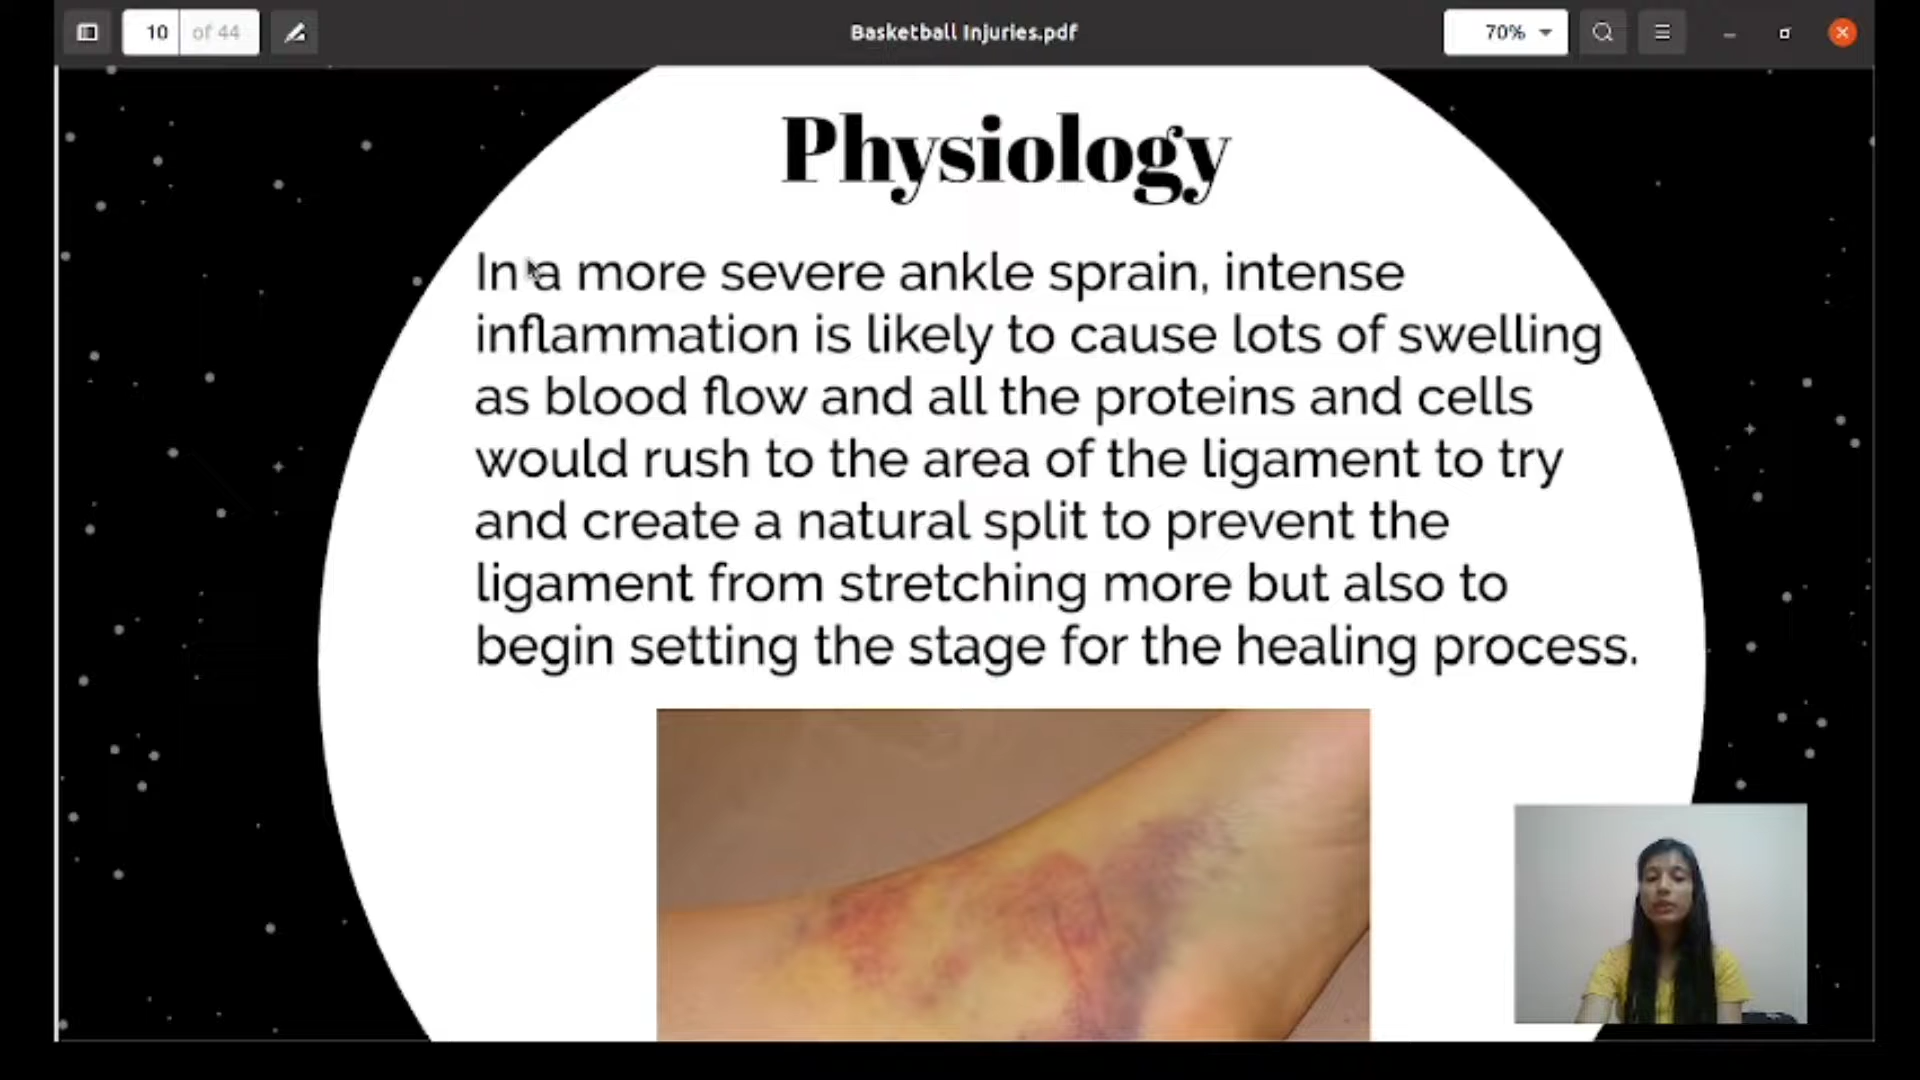 10 of 44
Basketball Injuries.pdf
70%
Physiology
In a more severe ankle sprain, intense
inflammation is likely to cause lots of swelling
as blood flow and all the proteins and cells
would rush to the area of the ligament to try
and create a natural split to prevent the
ligament from stretching more but also to
begin setting the stage for the healing process.